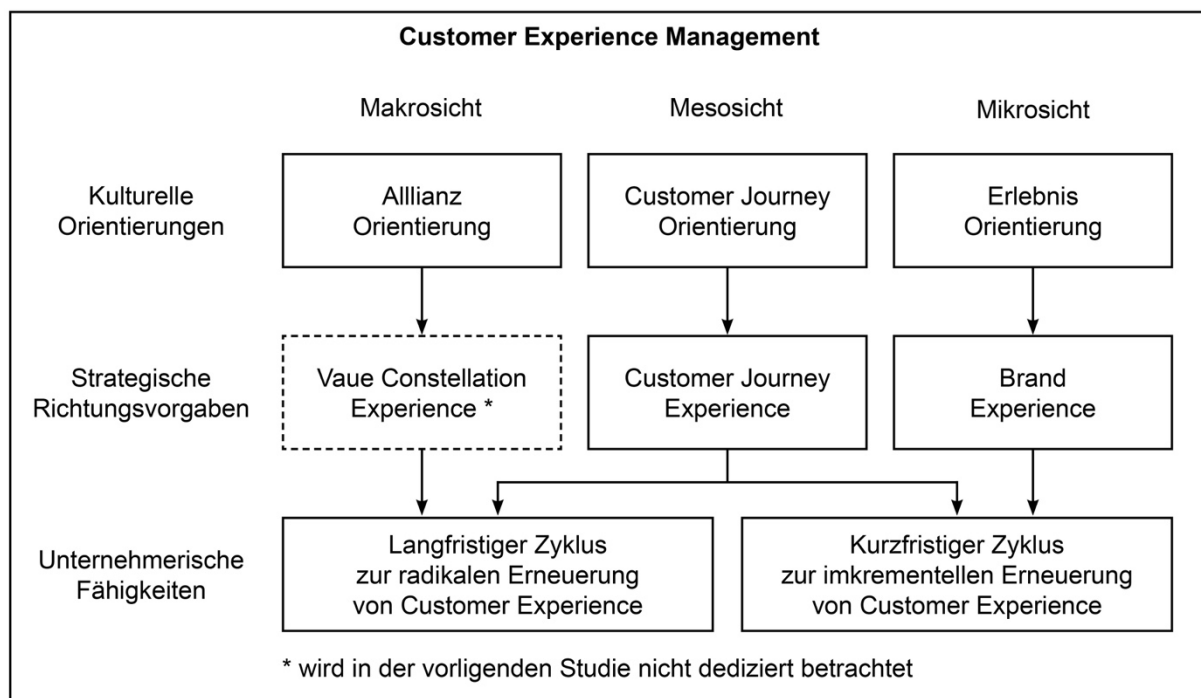 Customer Experience Management
Makrosicht
Mesosicht
Mikrosicht
Kulturelle
Orientierungen
Alllianz
Orientierung
Customer Journey
Orientierung
Erlebnis
Orientierung
Strategische
Richtungsvorgaben
Vaue Constellation
Experience *
Customer Journey
Experience
Brand
Experience
Unternehmerische
Fähigkeiten
Langfristiger Zyklus
zur radikalen Erneuerung
von Customer Experience
Kurzfristiger Zyklus
zur imkrementellen Erneuerung
von Customer Experience
* wird in der vorligenden Studie nicht dediziert betrachtet